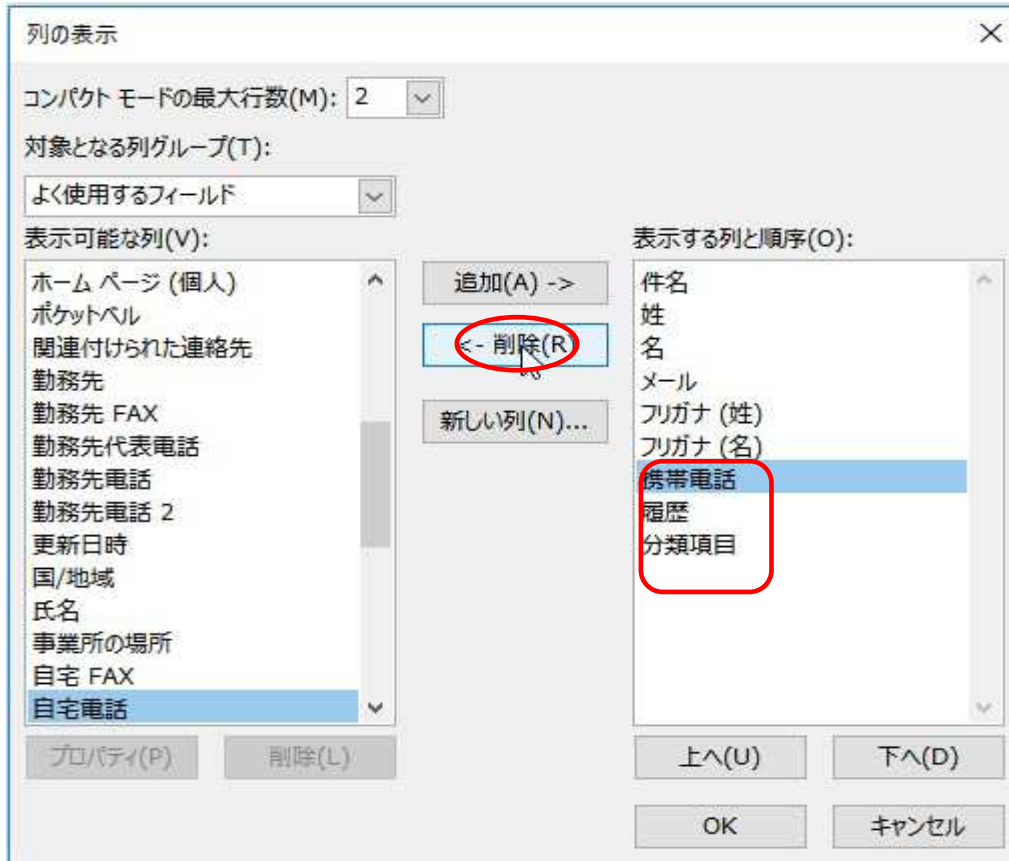 列の表示
コンパクト モードの最大行数(M): 2
対象となる列グループ(T):
よく使用するフィールド
表示可能な列(V):
ホーム ページ (個人)
ポケットベル
関連付けられた連絡先
勤務先
勤務先 FAX
勤務先代表電話
勤務先電話
勤務先電話 2
更新日時
国/地域
氏名
事業所の場所
自宅 FAX
自宅電話
プロパティ(P)
削除(L)
追加(A) ->
<- 削除(R)
新しい列(N)...
表示する列と順序(O):
件名
姓
名
メール
フリガナ (姓)
フリガナ (名)
携帯電話
履歴
分類項目
上へ(U)
下へ(D)
OK
キャンセル